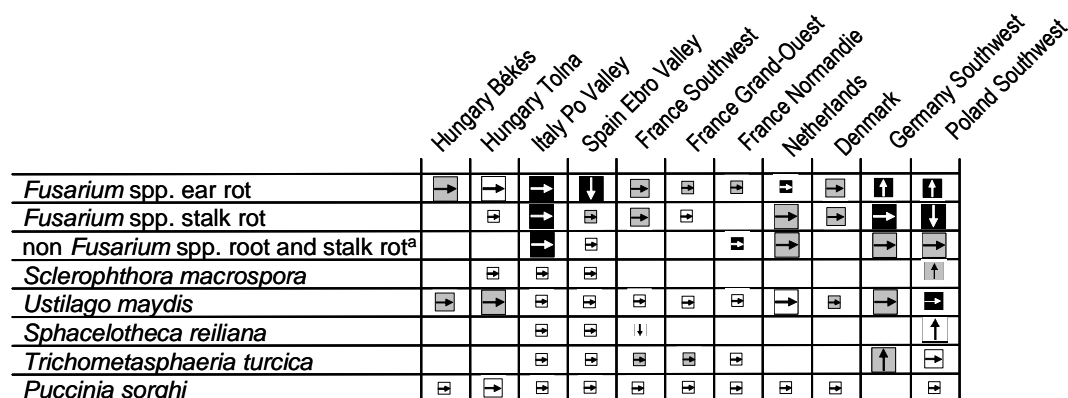 Hungary Békés
Hungary Tolna
Italy Po Valley
Spain Ebro Valley
France Southwest
France Grand-Ouest
France Normandie
Netherlands
Denmark
Germany Southwest
Poland Southwest
Fusarium spp. ear rot
Fusarium spp. stalk rot
non Fusarium spp. root and stalk rotᵃ
Sclerophthora macrospora
Ustilago maydis
Sphacelotheca reiliana
Trichometasphaeria turcica
Puccinia sorghi